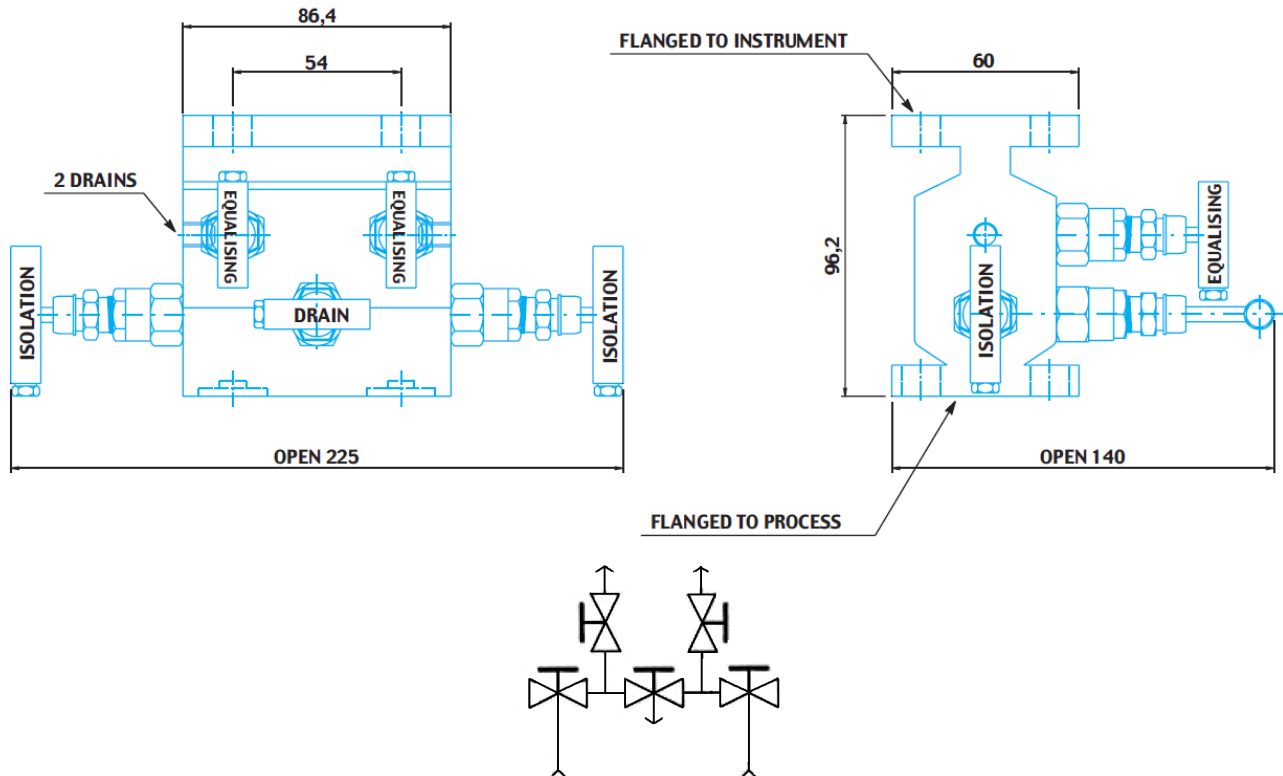 86,4
54
2 DRAINS
EQUALISING
EQUALISING
ISOLATION
DRAIN
ISOLATION
OPEN 225
FLANGED TO INSTRUMENT
60
96,2
EQUALISING
ISOLATION
OPEN 140
FLANGED TO PROCESS